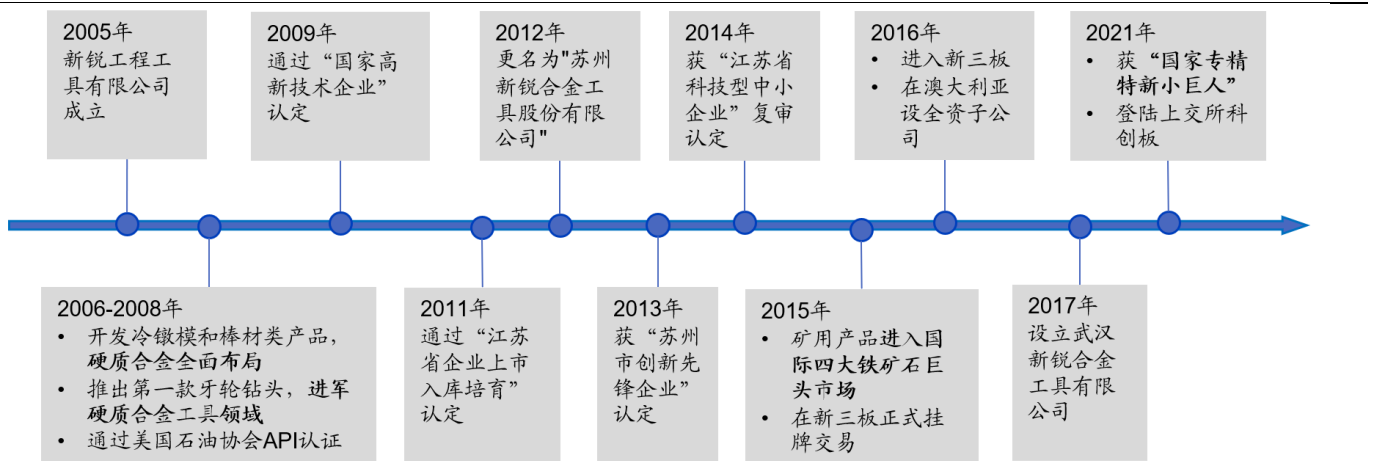 2005年
新锐工程工
具有限公司
成立
2009年
通过“国家高
新技术企业”
认定
2012年
更名为"苏州
新锐合金工
具股份有限
公司"
2014年
获“江苏省
科技型中小
企业”复审
认定
2016年
• 进入新三板
• 在澳大利亚
设全资子公
司
2021年
• 获“国家专精
特新小巨人”
• 登陆上交所科
创板
2006-2008年
• 开发冷镦模和棒材类产品，
硬质合金全面布局
• 推出第一款牙轮钻头，进军
硬质合金工具领域
• 通过美国石油协会API认证
2011年
通过“江苏
省企业上市
入库培育”
认定
2013年
获“苏州
市创新先
锋企业”
认定
2015年
• 矿用产品进入国
际四大铁矿石巨
头市场
• 在新三板正式挂
牌交易
2017年
设立武汉
新锐合金
工具有限
公司